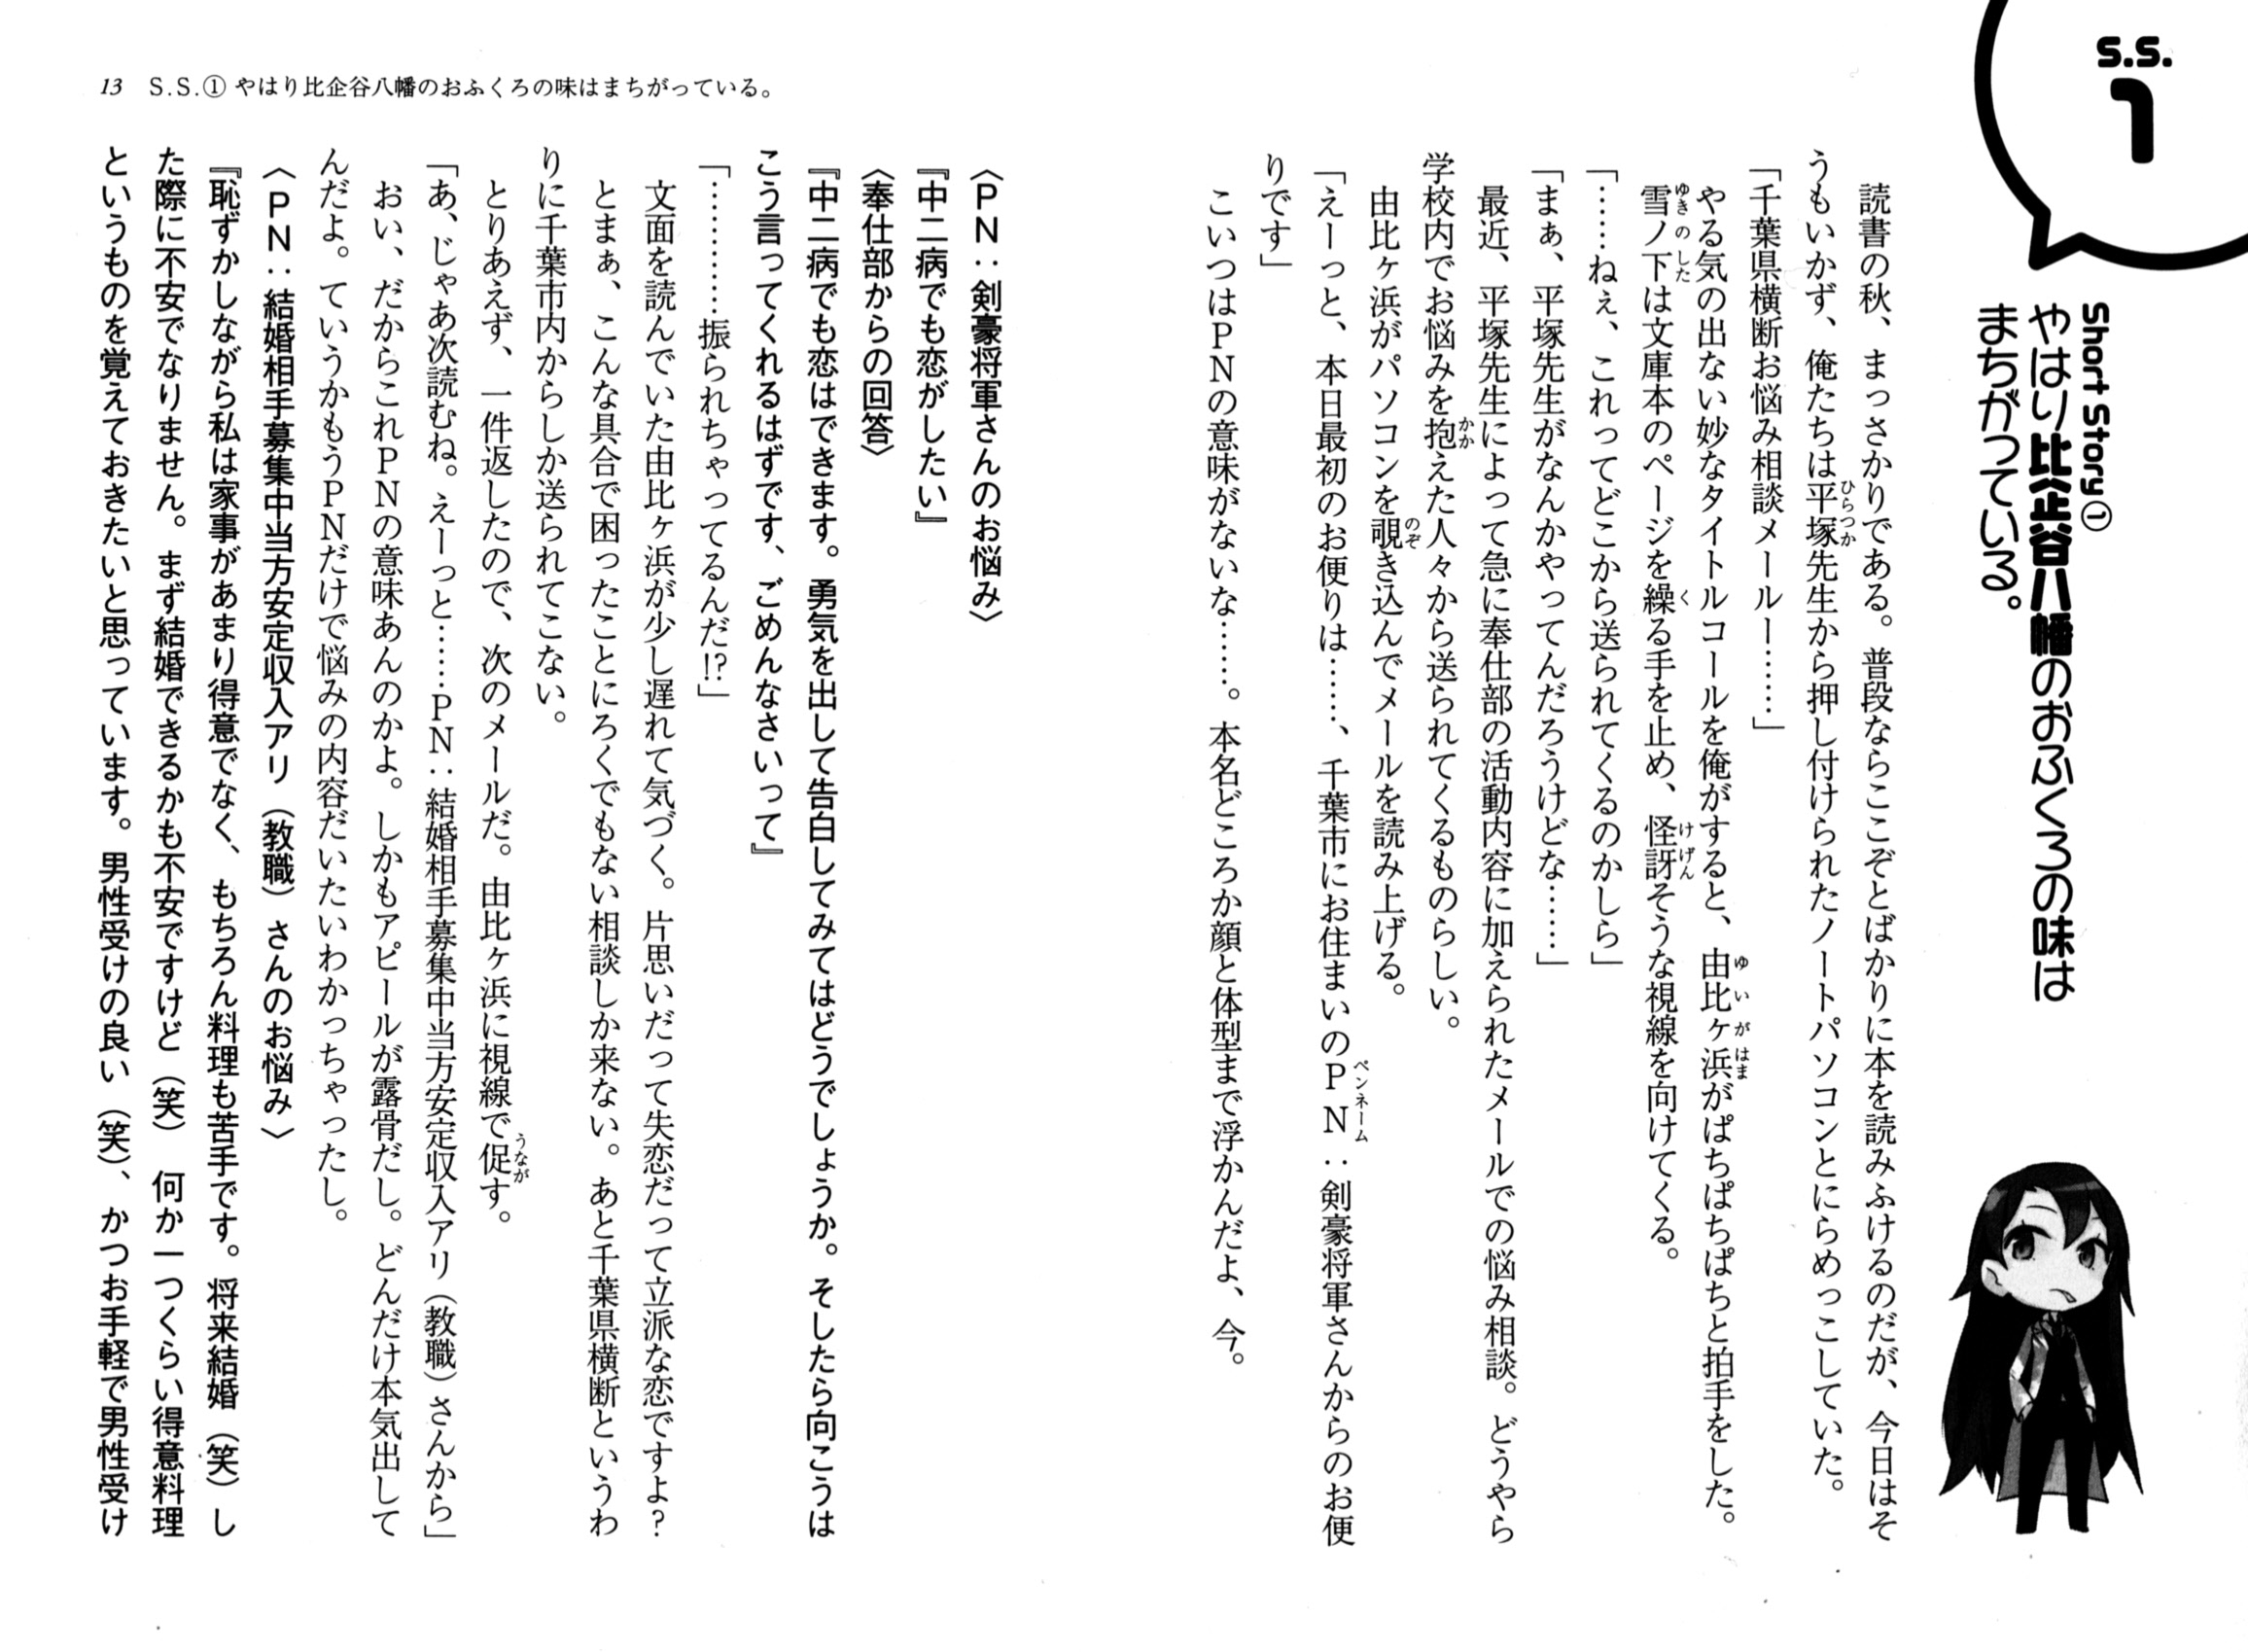 S.S.
1
Short Story①
やはり比企谷八幡のおふくろの味は
まちがっている。
読書の秋、まっさかりである。普段ならここぞとばかりに本を読みふけるのだが、今日はそ
うもいかず、俺たちは平塚先生から押し付けられたノートパソコンとにらめっこしていた。
「千葉県横断お悩み相談メールー……」
やる気の出ない妙なタイトルコールを俺がすると、由比ヶ浜がぱちぱちぱちと拍手をした。
雪ノ下は文庫本のページを繰る手を止め、怪訝そうな視線を向けてくる。
「……ねぇ、これってどこから送られてくるのかしら」
「まぁ、平塚先生がなんかやってんだろうけどな……」
最近、平塚先生によって急に奉仕部の活動内容に加えられたメールでの悩み相談。どうやら
学校内でお悩みを抱えた人々から送られてくるものらしい。
由比ヶ浜がパソコンを覗き込んでメールを読み上げる。
「えーっと、本日最初のお便りは……、千葉市にお住まいのPN：剣豪将軍さんからのお便
りです」
こいつはPNの意味がないな……。本名どころか顔と体型まで浮かんだよ、今。
13 S.S.① やはり比企谷八幡のおふくろの味はまちがっている。
〈PN：剣豪将軍さんのお悩み〉
『中二病でも恋がしたい』
〈奉仕部からの回答〉
『中二病でも恋はできます。勇気を出して告白してみてはどうでしょうか。そしたら向こうは
こう言ってくれるはずです、ごめんなさいって』
「…………振られちゃってるんだ!?」
文面を読んでいた由比ヶ浜が少し遅れて気づく。片思いだって失恋だって立派な恋ですよ？
とまぁ、こんな具合で困ったことにろくでもない相談しか来ない。あと千葉県横断というわ
りに千葉市内からしか送られてこない。
とりあえず、一件返したので、次のメールだ。由比ヶ浜に視線で促す。
「あ、じゃあ次読むね。えーっと……PN：結婚相手募集中当方安定収入アリ（教職）さんから」
おい、だからこれPNの意味あんのかよ。しかもアピールが露骨だし。どんだけ本気出して
んだよ。ていうかもうPNだけで悩みの内容だいたいわかっちゃったし。
〈PN：結婚相手募集中当方安定収入アリ（教職）さんのお悩み〉
『恥ずかしながら私は家事があまり得意でなく、もちろん料理も苦手です。将来結婚（笑）し
た際に不安でなりません。まず結婚できるかも不安ですけど（笑）　何か一つくらい得意料理
というものを覚えておきたいと思っています。男性受けの良い（笑）、かつお手軽で男性受け